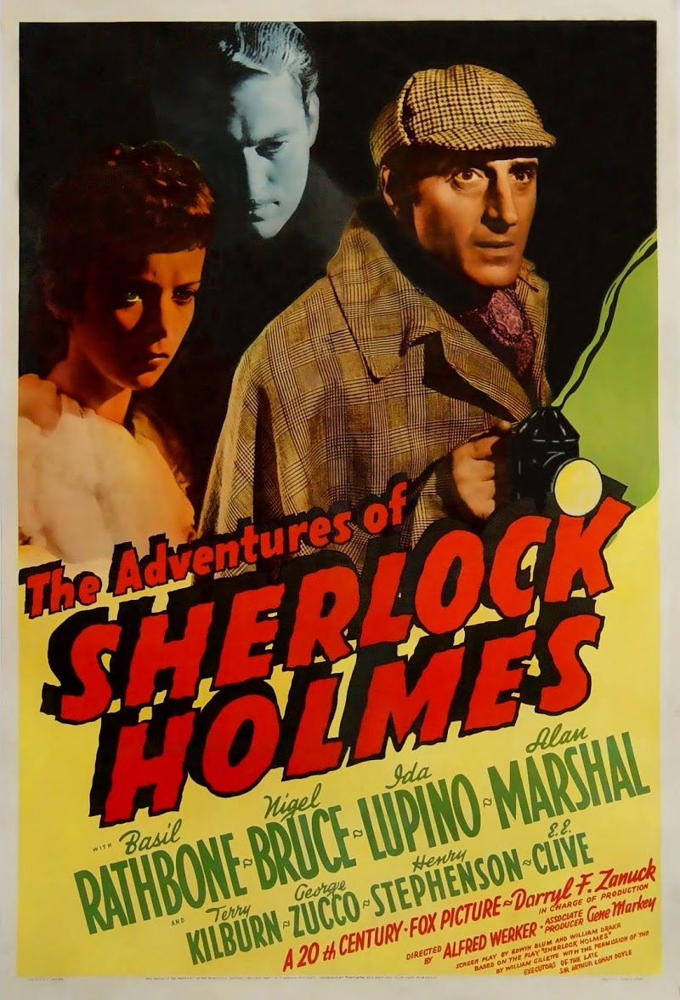 The Adventures of
SHERLOCK
HOLMES
WITH Basil RATHBONE ~ Nigel BRUCE ~ Ida LUPINO ~ Alan MARSHAL
AND Terry KILBURN ~ George ZUCCO ~ Henry STEPHENSON ~ E.E. CLIVE
A 20th CENTURY-FOX PICTURE ~ Darryl F. Zanuck
IN CHARGE OF PRODUCTION
DIRECTED BY ALFRED WERKER · ASSOCIATE PRODUCER Gene Markey
SCREEN PLAY BY EDWIN BLUM AND WILLIAM DRAKE
BASED ON THE PLAY "SHERLOCK HOLMES"
BY WILLIAM GILLETTE WITH THE PERMISSION OF THE
EXECUTORS OF THE LATE
SIR ARTHUR CONAN DOYLE